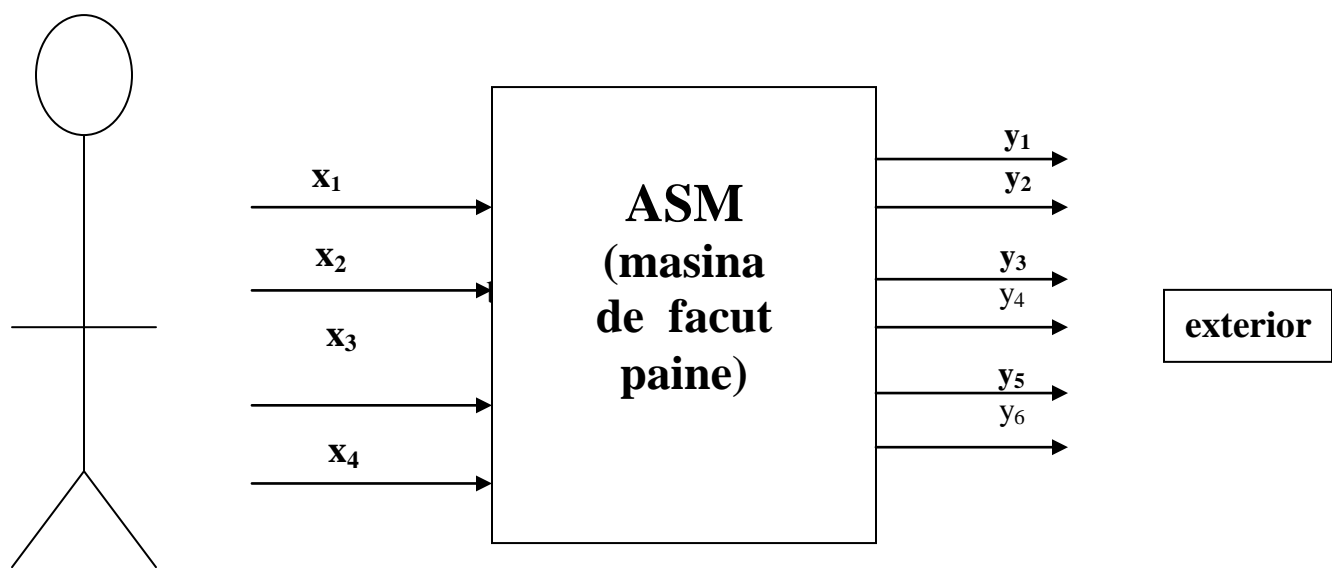 x₁
x₂
x₃
x₄
ASM
(masina
de facut
paine)
y₁
y₂
y₃
y₄
y₅
y₆
exterior